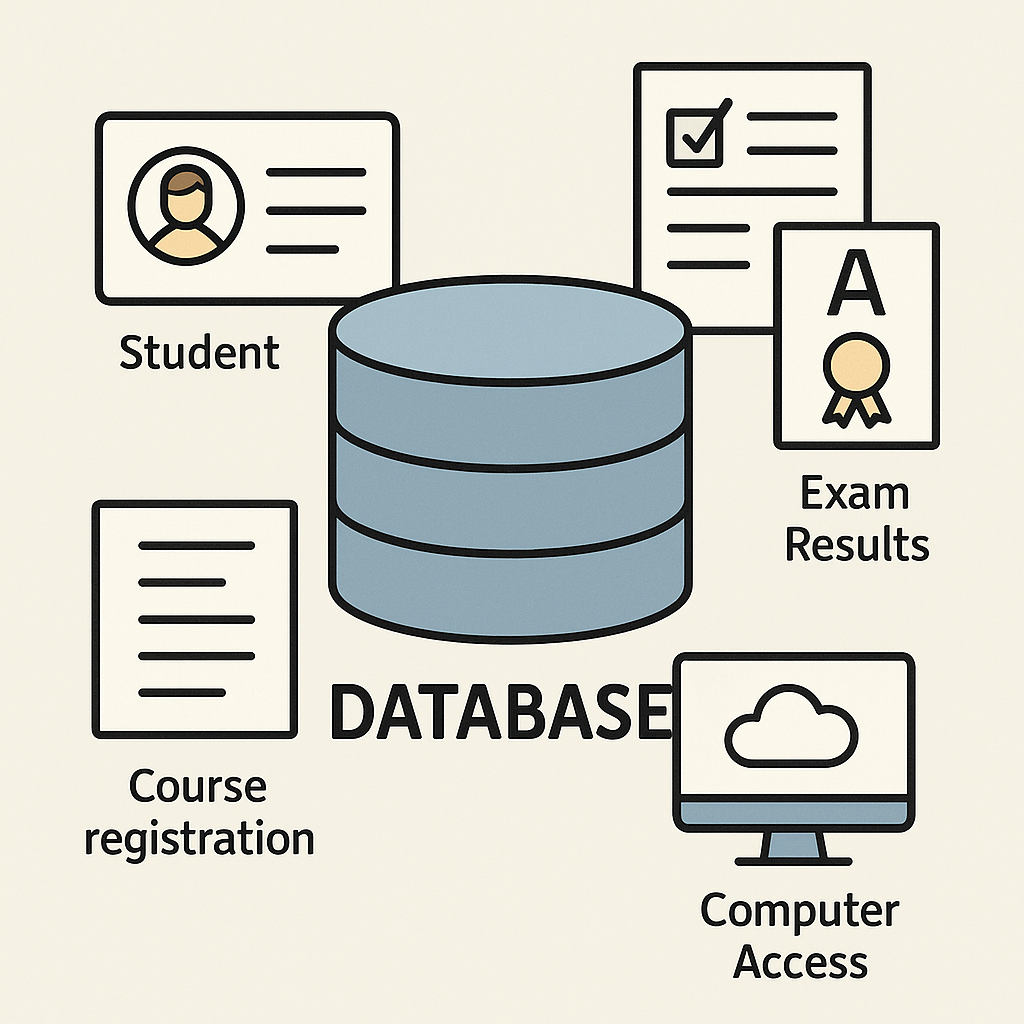 Student
A
Exam
Results
DATABASE
Course
registration
Computer
Access